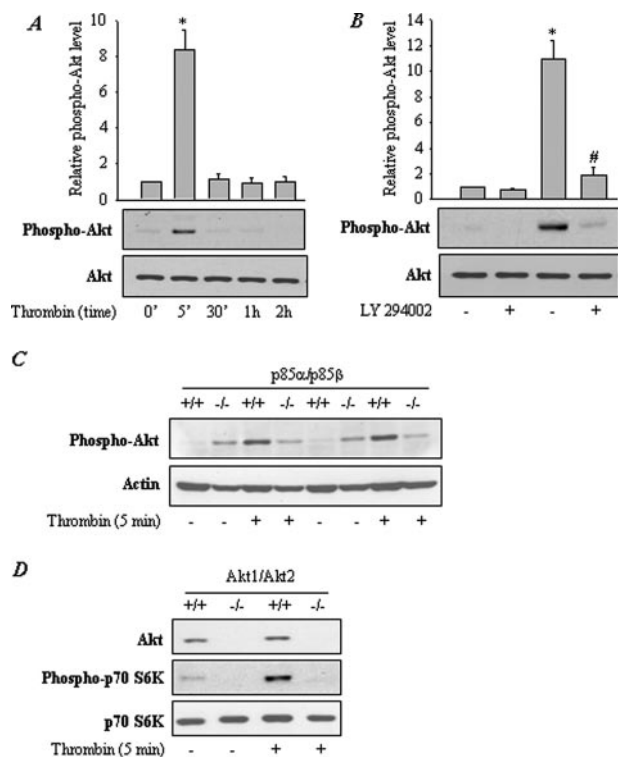 A
Relative phospho-Akt level
10
8
6
4
2
0
*
Phospho-Akt
Akt
Thrombin (time) 0' 5' 30' 1h 2h
B
Relative phospho-Akt level
14
12
10
8
6
4
2
0
*
#
Phospho-Akt
Akt
LY 294002 - + - +
C
p85α/p85β
+/+ -/- +/+ -/- +/+ -/- +/+ -/-
Phospho-Akt
Actin
Thrombin (5 min) - - + + - - + +
D
Akt1/Akt2
+/+ -/- +/+ -/-
Akt
Phospho-p70 S6K
p70 S6K
Thrombin (5 min) - - + +